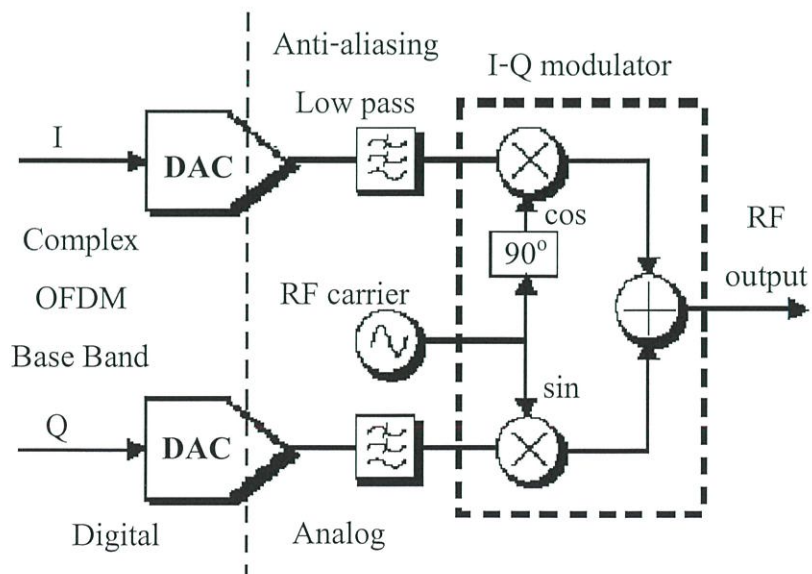 Anti-aliasing
I-Q modulator
Low pass
I
DAC
cos
RF
Complex
90°
OFDM
RF carrier
output
Base Band
sin
Q
DAC
Digital
Analog